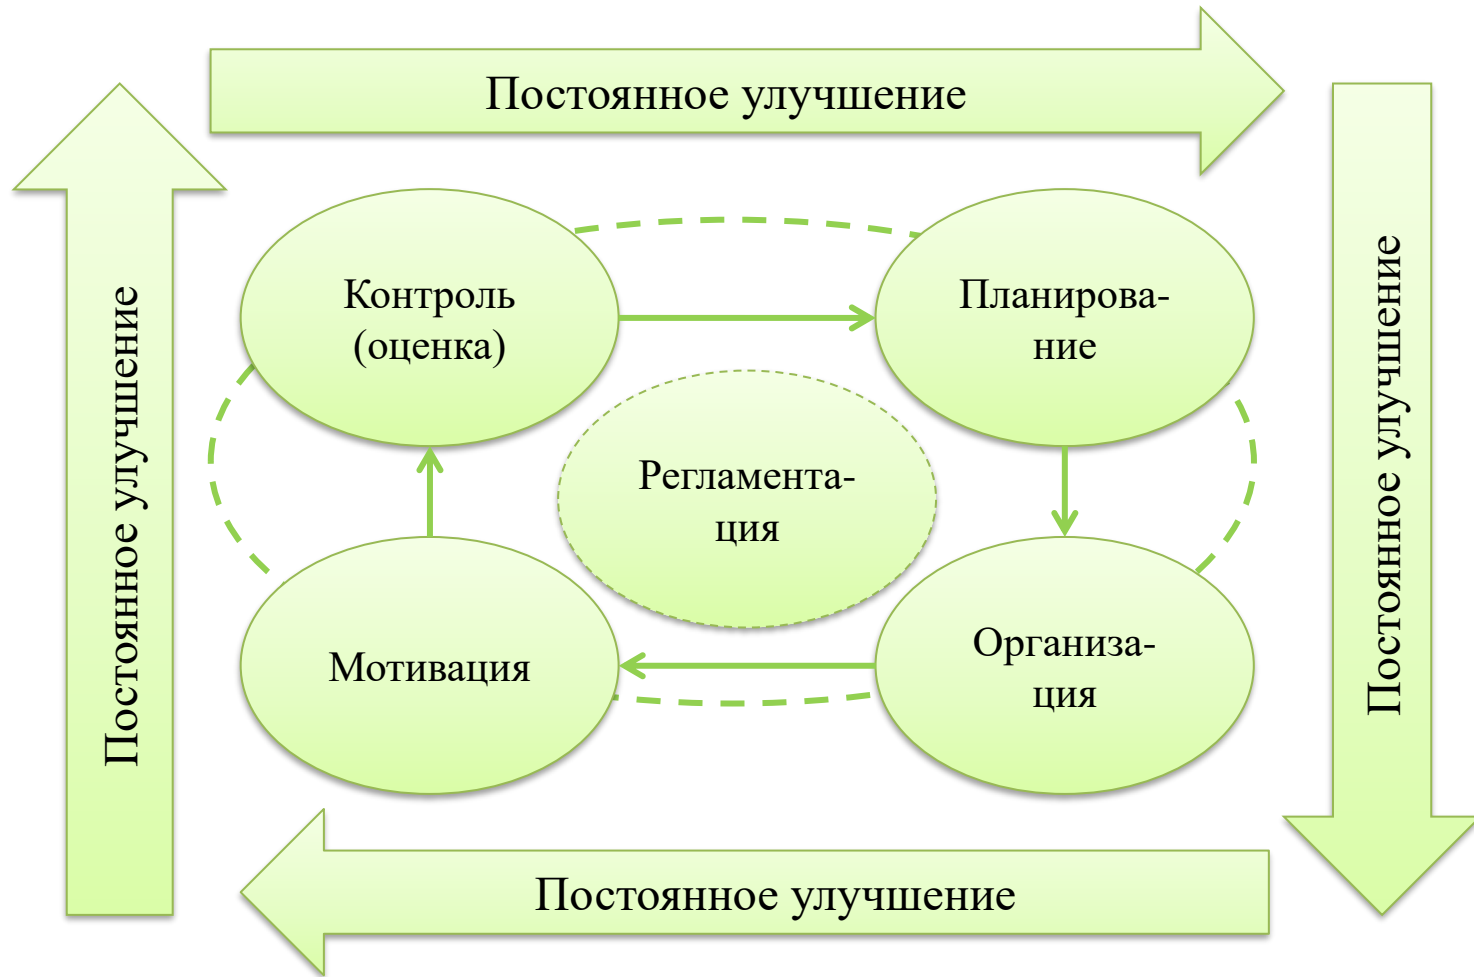 Постоянное улучшение
Постоянное улучшение
Контроль
(оценка)
Планирова-
ние
Постоянное улучшение
Регламента-
ция
Мотивация
Организа-
ция
Постоянное улучшение